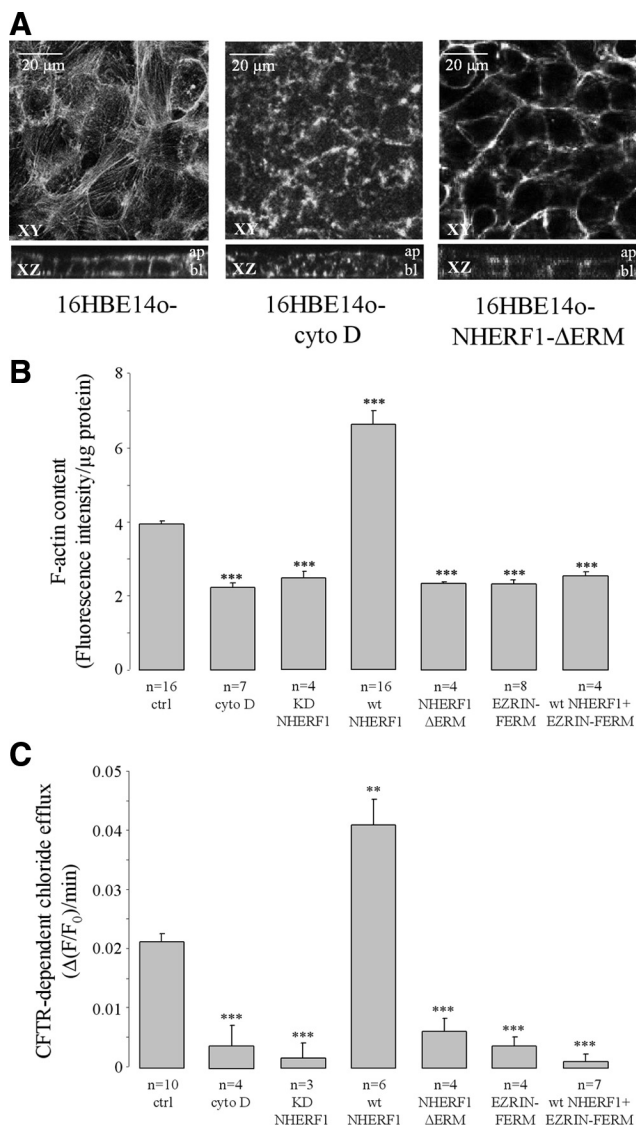 A
20 µm
20 µm
20 µm
XY
XY
XY
XZ
ap
bl
XZ
ap
bl
XZ
ap
bl
16HBE14o-
16HBE14o-
cyto D
16HBE14o-
NHERF1-ΔERM
B
F-actin content
(Fluorescence intensity/µg protein)
8
6
4
2
0
***
***
***
***
***
***
n=16
ctrl
n=7
cyto D
n=4
KD
NHERF1
n=16
wt
NHERF1
n=4
NHERF1
ΔERM
n=8
EZRIN-
FERM
n=4
wt NHERF1+
EZRIN-FERM
C
CFTR-dependent chloride efflux
(Δ(F/F0)/min)
0.05
0.04
0.03
0.02
0.01
0
***
***
**
***
***
***
n=10
ctrl
n=4
cyto D
n=3
KD
NHERF1
n=6
wt
NHERF1
n=4
NHERF1
ΔERM
n=4
EZRIN-
FERM
n=7
wt NHERF1+
EZRIN-FERM